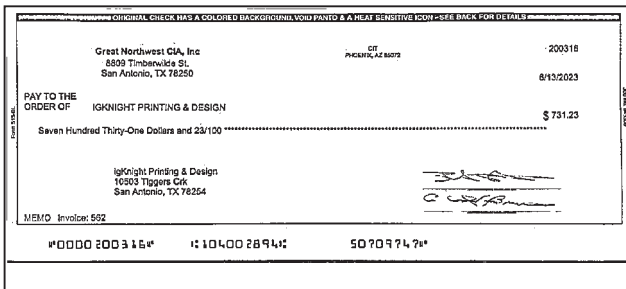 ORIGINAL CHECK HAS A COLORED BACKGROUND, VOID PANTO & A HEAT SENSITIVE ICON - SEE BACK FOR DETAILS
Great Northwest CIA, Inc
8809 Timberwilde St.
San Antonio, TX 78250
CIT
PHOENIX, AZ 85072
200316
6/13/2023
PAY TO THE
ORDER OF IGKNIGHT PRINTING & DESIGN
$ 731.23
Seven Hundred Thirty-One Dollars and 23/100
igKnight Printing & Design
10503 Tiggers Crk
San Antonio, TX 78254
MEMO Invoice: 562
⑈0000200316⑈ ⑆104002894⑆ 50709747⑈